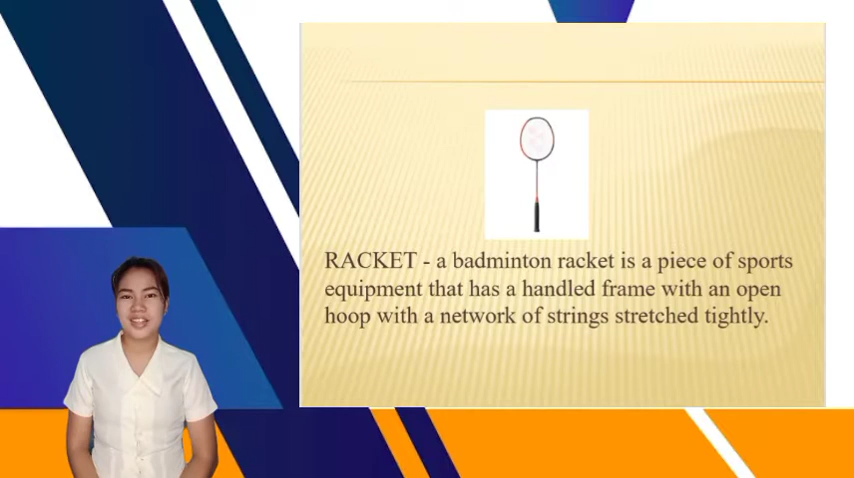 RACKET - a badminton racket is a piece of sports
equipment that has a handled frame with an open
hoop with a network of strings stretched tightly.